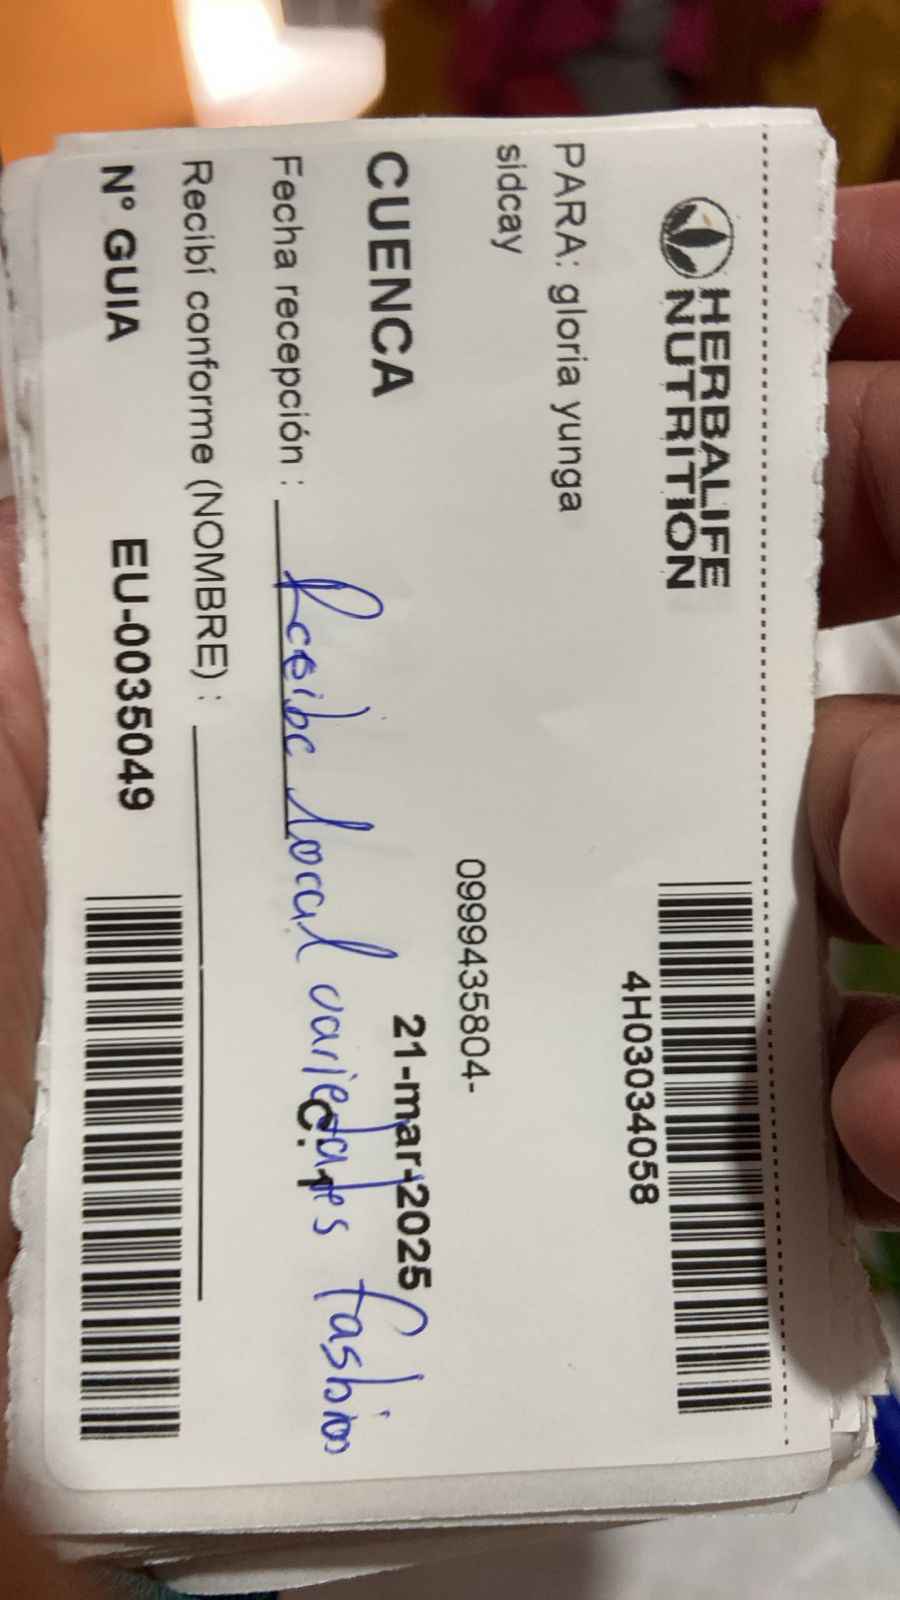 HERBALIFE
NUTRITION
4H03034058
PARA: gloria yunga
sidcay
0999435804-
CUENCA
21-mar-2025
Fecha recepción :
Recibe local variedades fashion
C.1
Recibí conforme (NOMBRE) :
N° GUIA EU-0035049